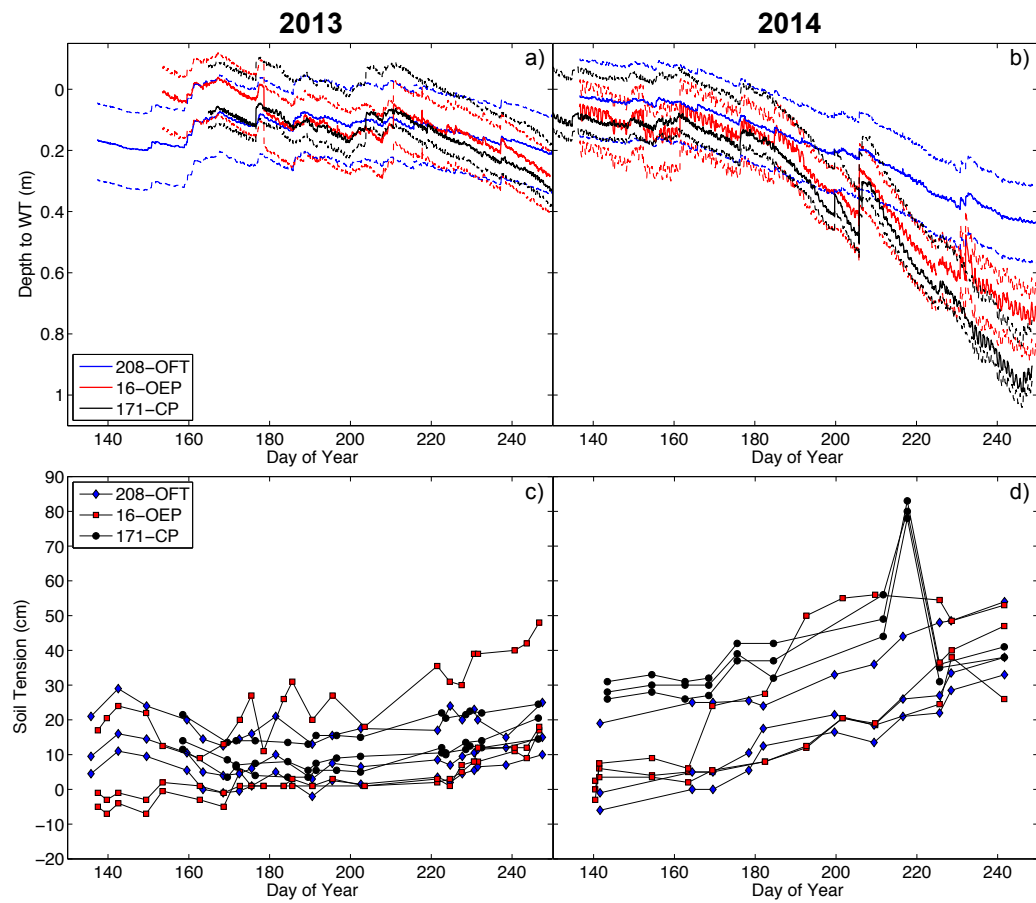 2013
2014
a)
b)
Depth to WT (m)
0
0.2
0.4
0.6
0.8
1
208-OFT
16-OEP
171-CP
140 160 180 200 220 240
140 160 180 200 220 240
Day of Year
Day of Year
c)
d)
Soil Tension (cm)
90
80
70
60
50
40
30
20
10
0
-10
-20
208-OFT
16-OEP
171-CP
140 160 180 200 220 240
140 160 180 200 220 240
Day of Year
Day of Year